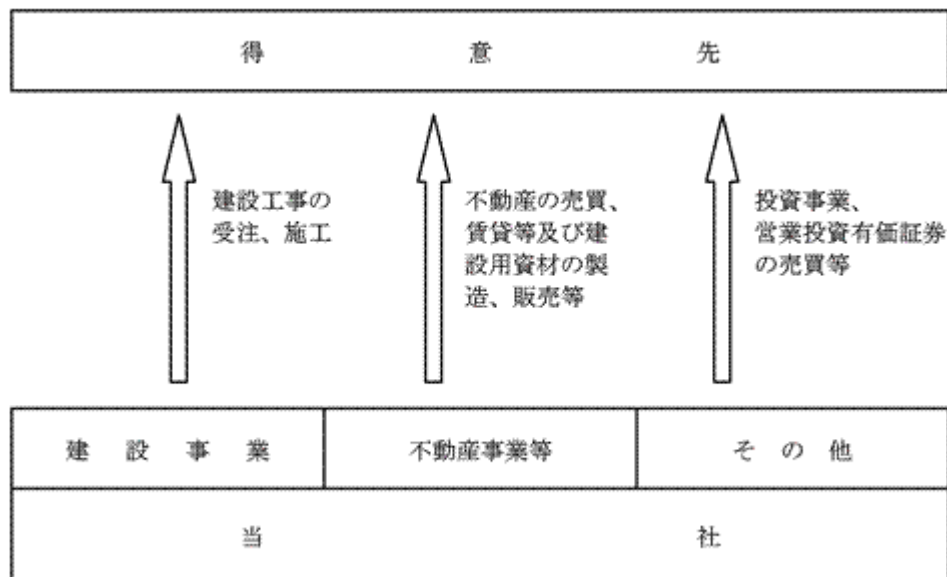 得意先
建設工事の
受注、施工
不動産の売買、
賃貸等及び建
設用資材の製
造、販売等
投資事業、
営業投資有価証券
の売買等
建設事業
不動産事業等
その他
当社